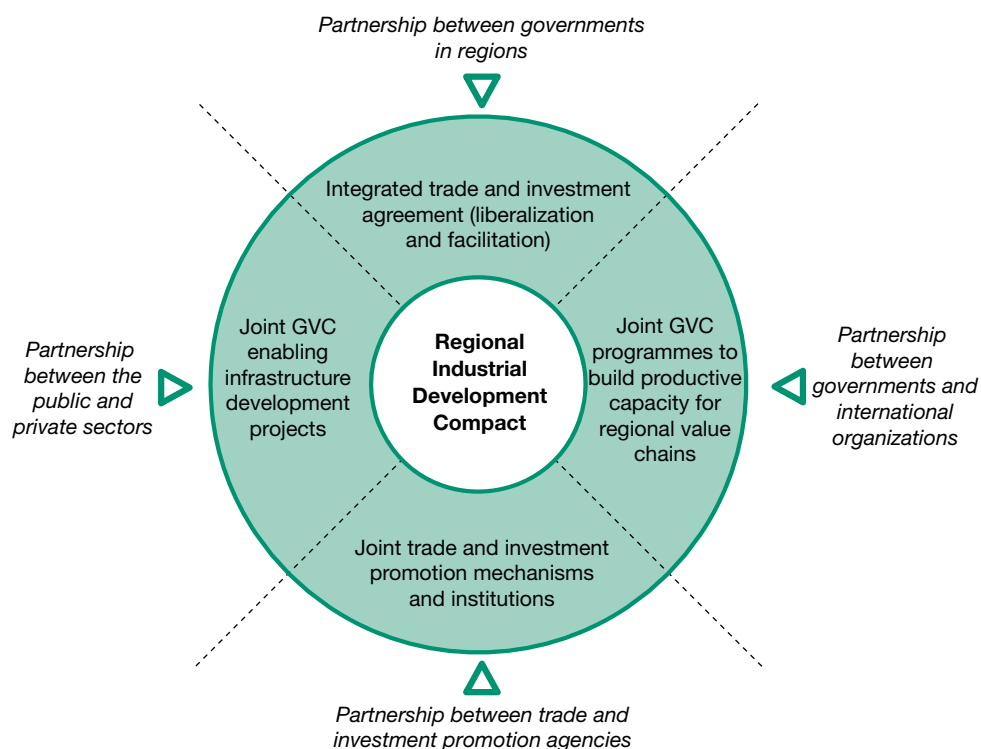 Partnership between governments
in regions
Integrated trade and investment
agreement (liberalization
and facilitation)
Partnership
between the
public and
private sectors
Joint GVC
enabling
infrastructure
development
projects
Regional
Industrial
Development
Compact
Joint GVC
programmes to
build productive
capacity for
regional value
chains
Partnership
between
governments and
international
organizations
Joint trade and investment
promotion mechanisms
and institutions
Partnership between trade and
investment promotion agencies